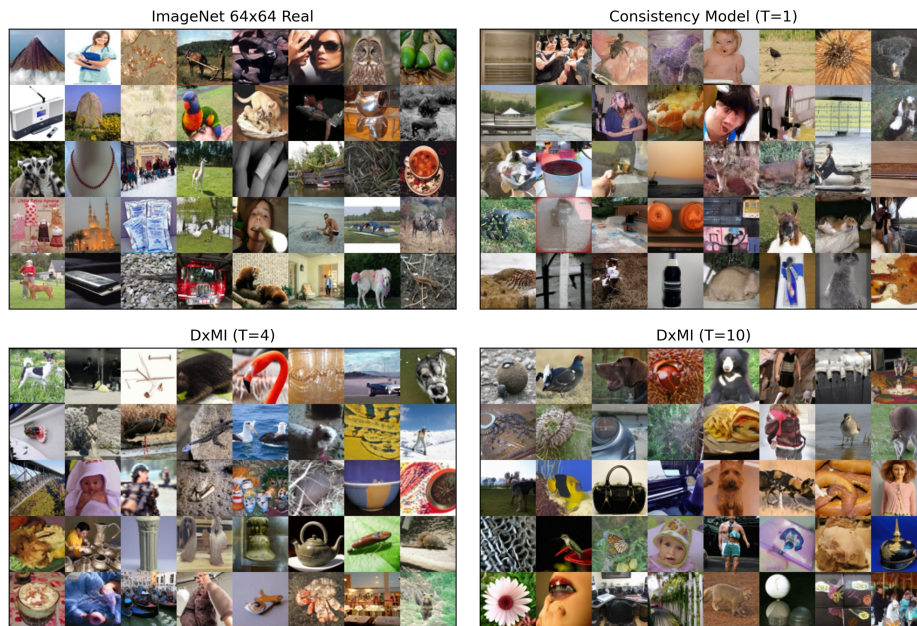 ImageNet 64x64 Real
Consistency Model (T=1)
DxMI (T=4)
DxMI (T=10)